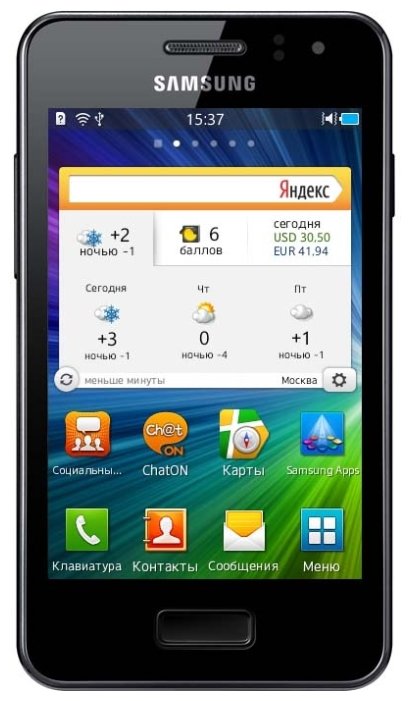 SAMSUNG
15:37
Яндекс
+2
ночью -1
6
баллов
сегодня
USD 30,50
EUR 41,94
Сегодня
Чт
Пт
+3
0
+1
ночью -1
ночью -4
ночью -1
меньше минуты
Москва
Ch@t
ON
Социальны...
ChatON
Карты
Samsung Apps
Клавиатура
Контакты
Сообщения
Меню